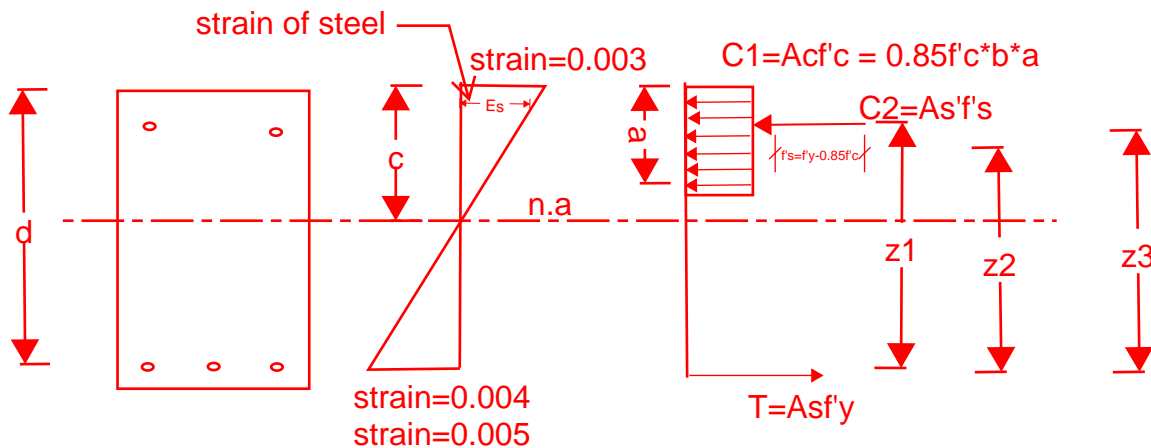 strain of steel
strain=0.003
C1=Acf'c = 0.85f'c*b*a
Es
C2=As'f's
a
c
f's=f'y-0.85f'c
n.a
d
z1
z2
z3
strain=0.004
strain=0.005
T=Asf'y